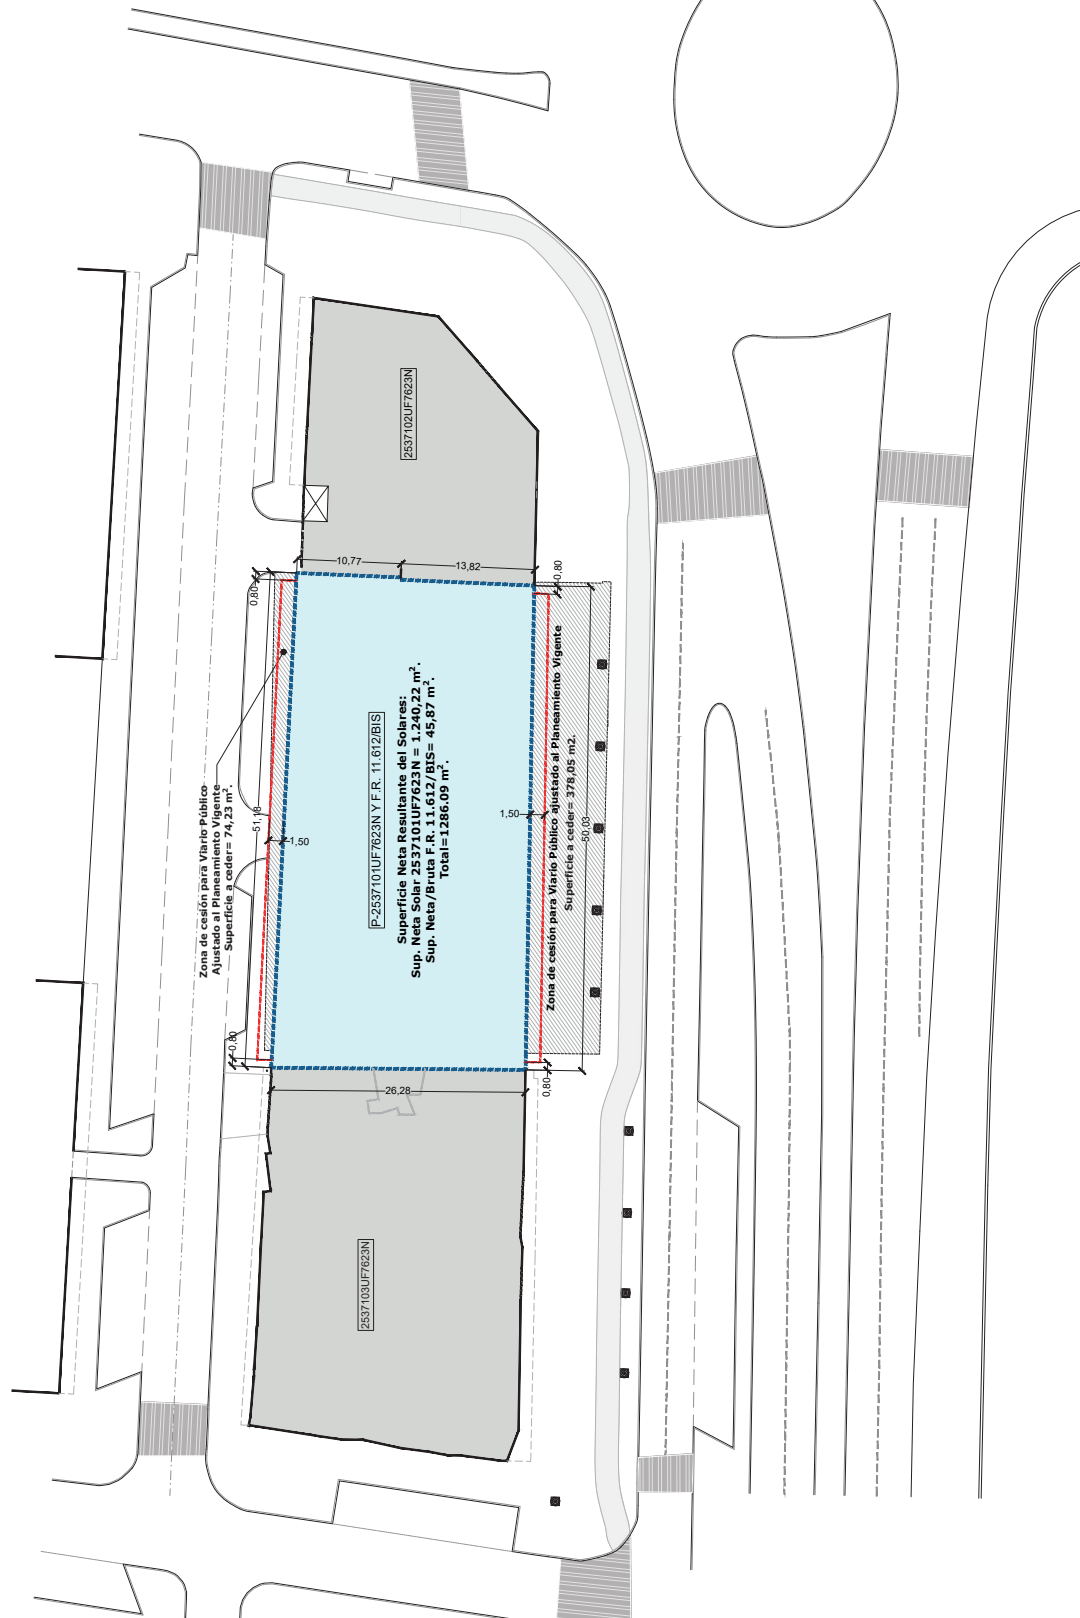 2537102UF7623N
10,77
13,82
0,80
0,80
Zona de cesión para Viario Público
Ajustado al Planeamiento Vigente
Superficie a ceder= 74,23 m².
51,18
1,50
P-2537101UF7623N Y F.R. 11.612/BIS
Superficie Neta Resultante del Solares:
Sup. Neta Solar 2537101UF7623N = 1.240,22 m².
Sup. Neta/Bruta F.R. 11.612/BIS= 45,87 m².
Total=1286.09 m².
1,50
Zona de cesión para Viario Público ajustado al Planeamiento Vigente
Superficie a ceder= 378,05 m2.
50,03
0,80
26,28
0,80
2537103UF7623N